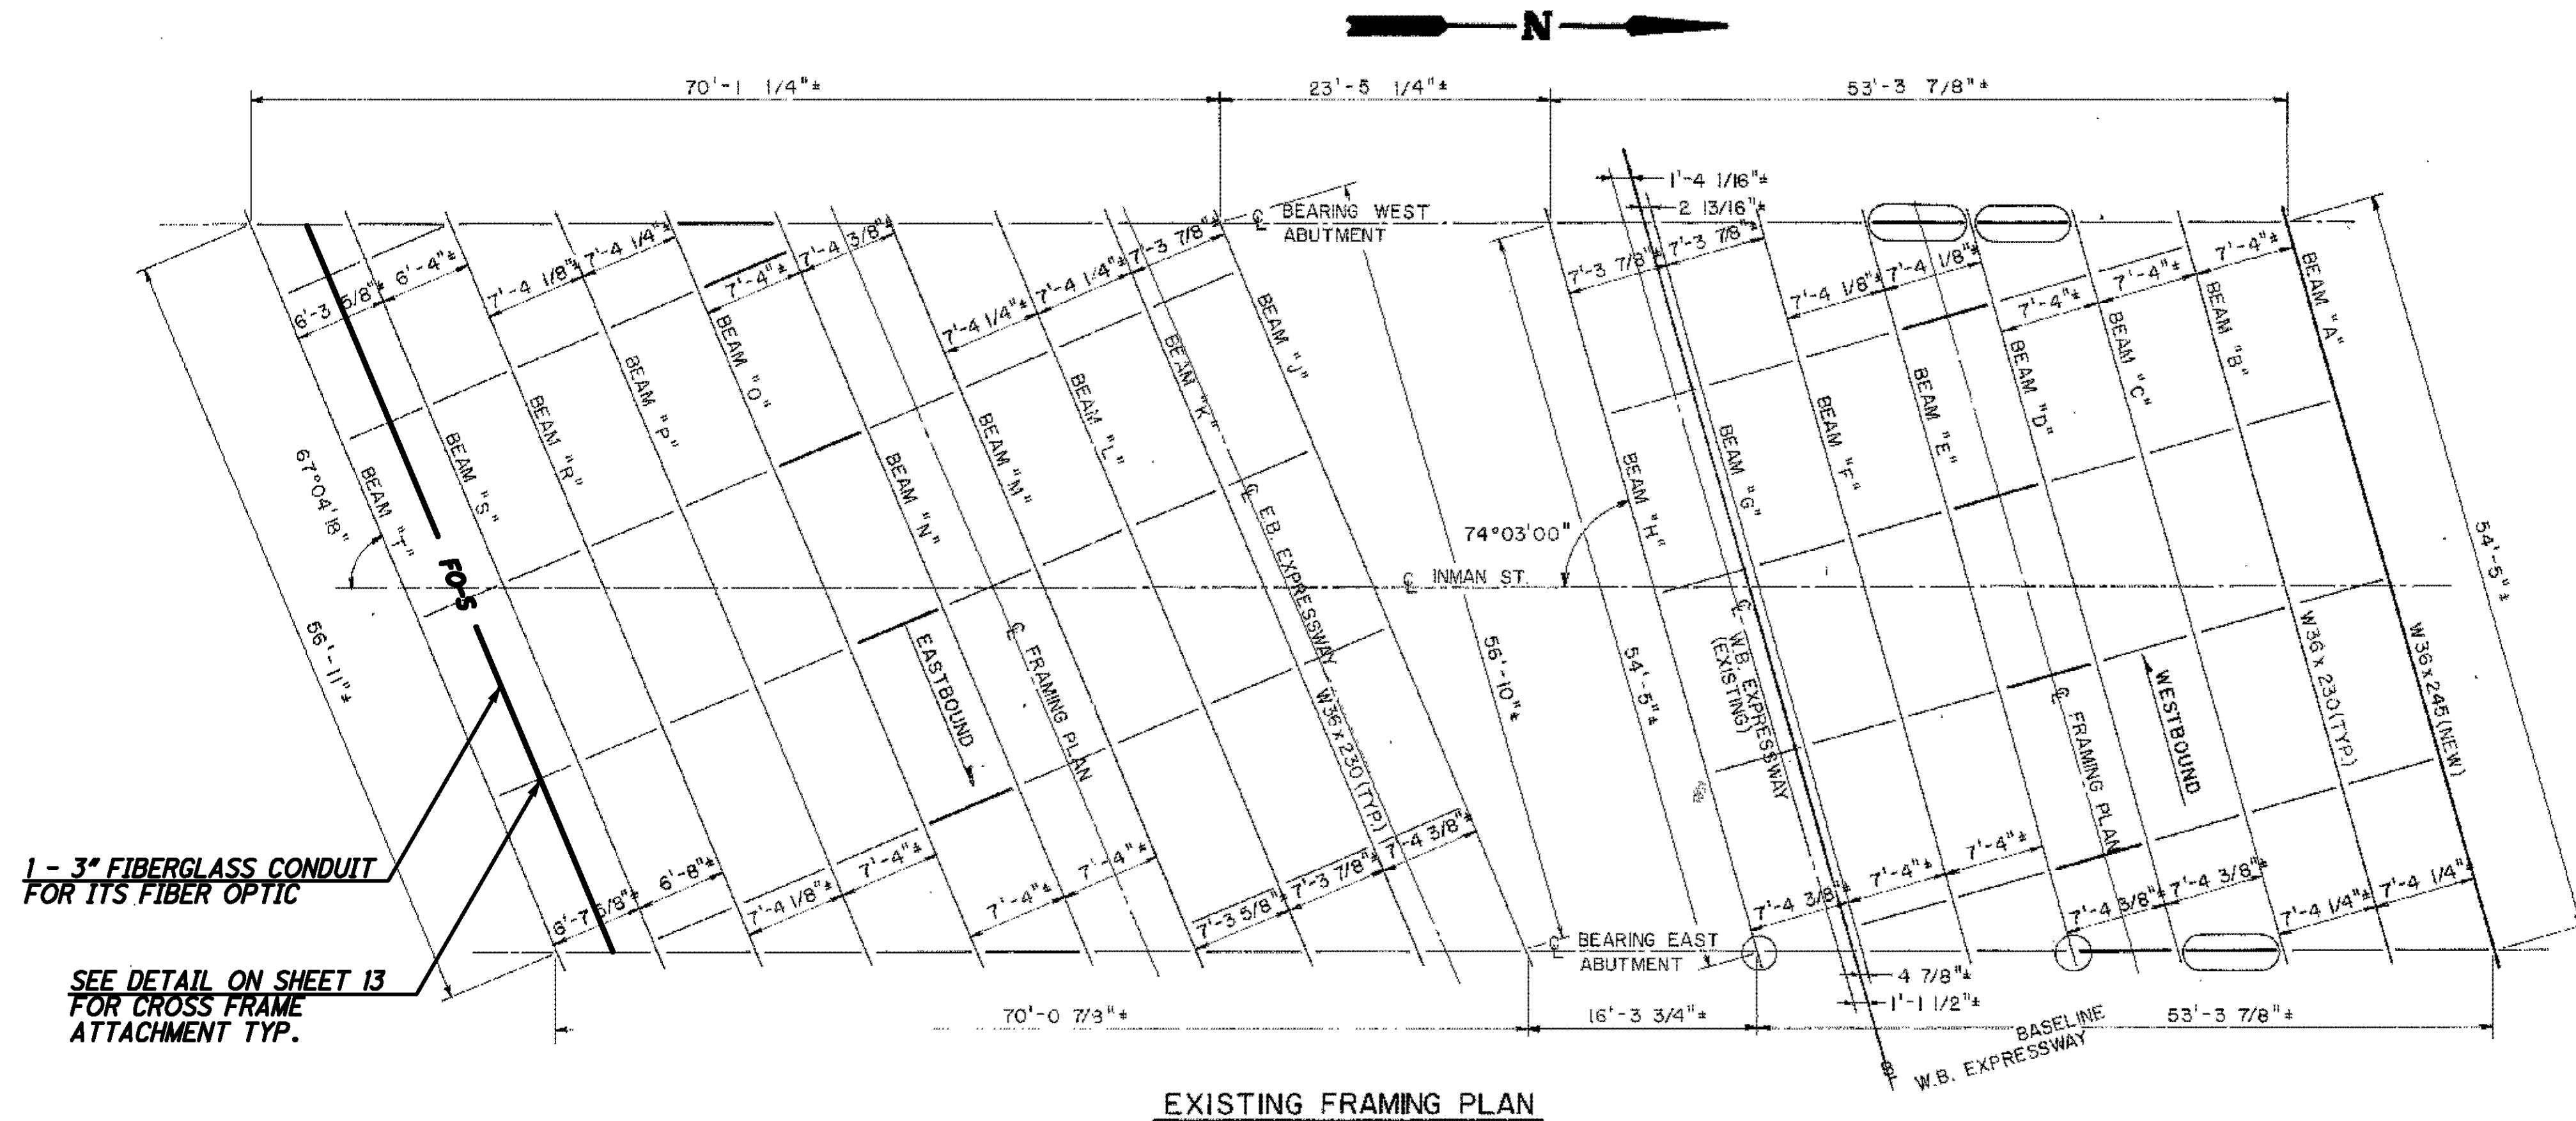 N
70'-1 1/4"±
23'-5 1/4"±
53'-3 7/8"±
1'-4 1/16"±
2 13/16"±
℄ BEARING WEST
ABUTMENT
6'-3 5/8"±
6'-4"±
7'-4 1/8"±
7'-4 1/4"±
7'-4"±
7'-4 3/8"±
7'-4 1/4"±
7'-4 1/4"±
7'-3 7/8"±
7'-3 7/8"±
7'-3 7/8"±
7'-4 1/8"±
7'-4 1/8"±
7'-4"±
7'-4"±
7'-4"±
BEAM "T"
BEAM "S"
BEAM "R"
BEAM "P"
BEAM "O"
BEAM "N"
BEAM "M"
BEAM "L"
BEAM "K"
BEAM "J"
BEAM "H"
BEAM "G"
BEAM "F"
BEAM "E"
BEAM "D"
BEAM "C"
BEAM "B"
BEAM "A"
67°04'18"
74°03'00"
FO-5
℄ INMAN ST.
56'-11"±
EASTBOUND
℄ FRAMING PLAN
℄ E.B. EXPRESSWAY
W36 x 230 (TYP.)
56'-10"±
54'-5"±
℄ W.B. EXPRESSWAY
(EXISTING)
℄ FRAMING PLAN
WESTBOUND
W36 x 230 (TYP.)
W36 x 245 (NEW)
54'-5"±
1 - 3" FIBERGLASS CONDUIT
FOR ITS FIBER OPTIC
SEE DETAIL ON SHEET 13
FOR CROSS FRAME
ATTACHMENT TYP.
6'-7 5/8"±
6'-8"±
7'-4 1/8"±
7'-4"±
7'-4"±
7'-4"±
7'-3 5/8"±
7'-3 7/8"±
7'-4 3/8"±
7'-4 3/8"±
7'-4"±
7'-4"±
7'-4 3/8"±
7'-4 3/8"±
7'-4 1/4"±
7'-4 1/4"±
℄ BEARING EAST
ABUTMENT
4 7/8"±
1'-1 1/2"±
70'-0 7/8"±
16'-3 3/4"±
53'-3 7/8"±
BASELINE
W.B. EXPRESSWAY
EXISTING FRAMING PLAN